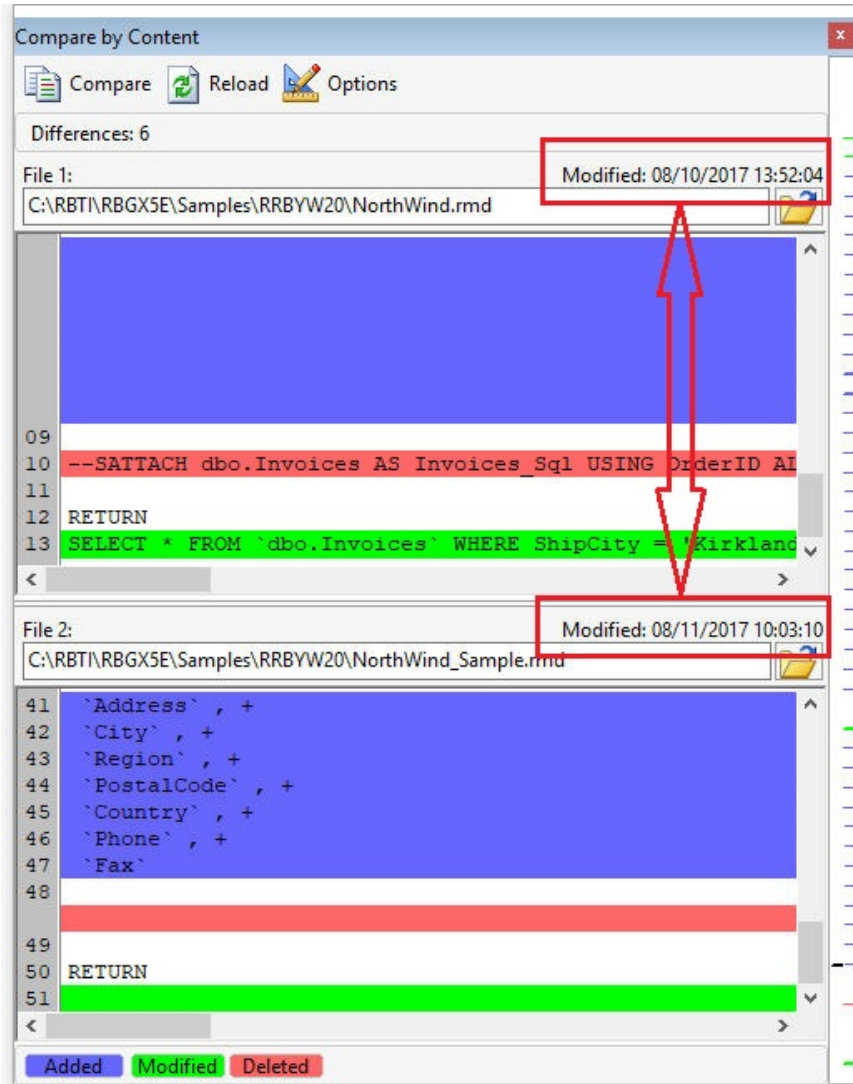 Compare by Content
Compare Reload Options
Differences: 6
File 1: Modified: 08/10/2017 13:52:04
C:\RBTI\RBGX5E\Samples\RRBYW20\NorthWind.rmd
09
10 --SATTACH dbo.Invoices AS Invoices_Sql USING OrderID AL
11
12 RETURN
13 SELECT * FROM `dbo.Invoices` WHERE ShipCity = 'Kirkland
File 2: Modified: 08/11/2017 10:03:10
C:\RBTI\RBGX5E\Samples\RRBYW20\NorthWind_Sample.rmd
41 `Address` , +
42 `City` , +
43 `Region` , +
44 `PostalCode` , +
45 `Country` , +
46 `Phone` , +
47 `Fax`
48
49
50 RETURN
51
Added Modified Deleted